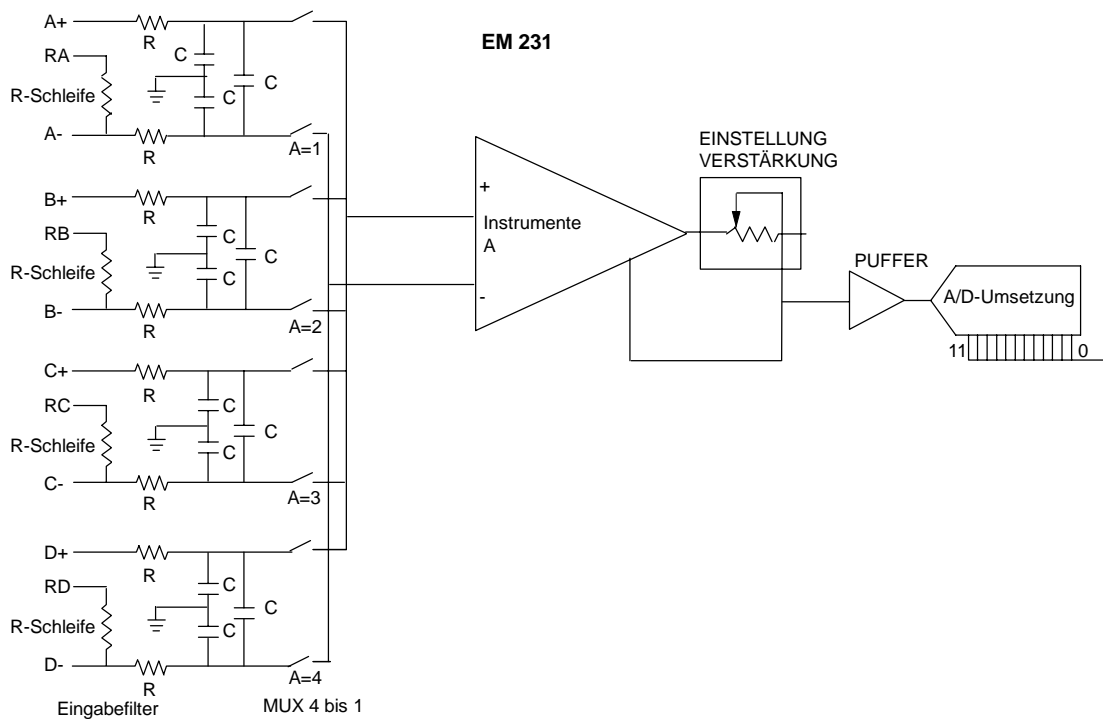 EM 231
A+
R
RA
C
C
C
R-Schleife
A-
R
A=1
B+
R
RB
C
C
C
R-Schleife
B-
R
A=2
C+
R
RC
C
C
C
R-Schleife
C-
R
A=3
D+
R
RD
C
C
C
R-Schleife
D-
R
A=4
Eingabefilter
MUX 4 bis 1
+
Instrumente
A
-
EINSTELLUNG
VERSTÄRKUNG
PUFFER
A/D-Umsetzung
11
0